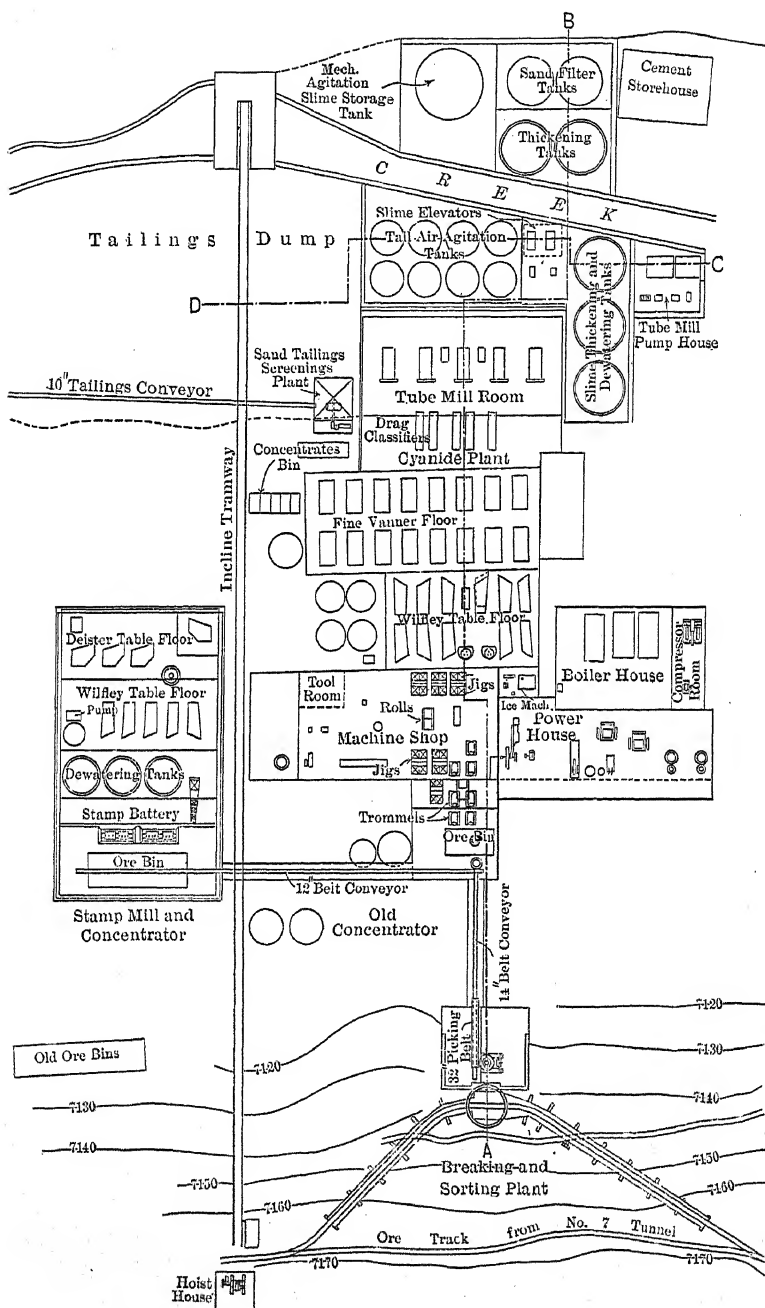 B
Mech.
Agitation
Slime Storage
Tank
Sand Filter
Tanks
Cement
Storehouse
Thickening
Tanks
C R E E K
Slime Elevators
Tailings Dump
Tall Air Agitation
Tanks
C
D
Slime Thickening and
Dewatering Tanks
Tube Mill
Pump House
Sand Tailings
Screenings
Plant
10" Tailings Conveyor
Tube Mill Room
Drag
Classifiers
Cyanide Plant
Concentrates
Bin
Incline Tramway
Fine Vanner Floor
Wilfley Table Floor
Deister Table Floor
Boiler House
Compressor
Room
Tool
Room
Jigs
Ice Mach.
Wilfley Table Floor
Pump
Rolls
Power
House
Machine Shop
Jigs
Dewatering Tanks
Stamp Battery
Trommels
Ore Bin
Ore Bin
12" Belt Conveyor
Stamp Mill and
Concentrator
Old
Concentrator
14" Belt Conveyor
7120
32" Picking
Belt
7130
Old Ore Bins
7120
7140
7130
7140
A
7150
Breaking and
Sorting Plant
7150
7160
7160
Ore Track from No. 7 Tunnel
7170
7170
Hoist
House